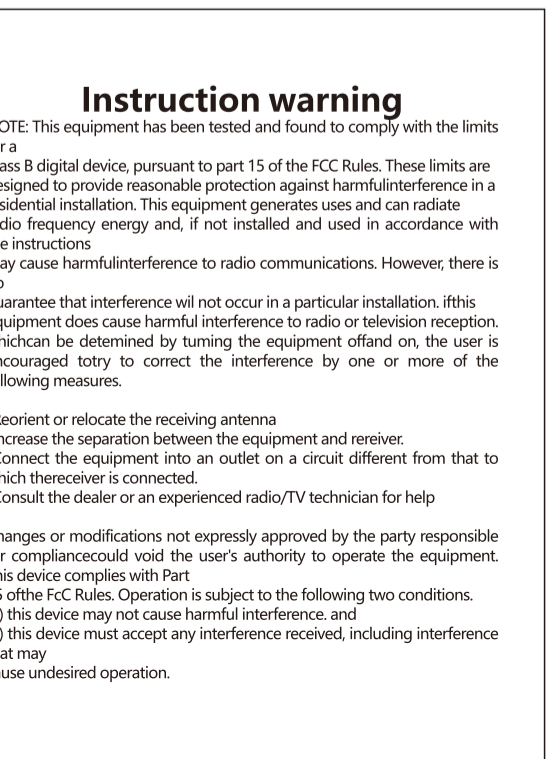 Instruction warning
OTE: This equipment has been tested and found to comply with the limits
r a
ass B digital device, pursuant to part 15 of the FCC Rules. These limits are
esigned to provide reasonable protection against harmfulinterference in a
sidential installation. This equipment generates uses and can radiate
dio frequency energy and, if not installed and used in accordance with
e instructions
ay cause harmfulinterference to radio communications. However, there is
o
uarantee that interference wil not occur in a particular installation. ifthis
quipment does cause harmful interference to radio or television reception.
hichcan be detemined by tuming the equipment offand on, the user is
ncouraged totry to correct the interference by one or more of the
llowing measures.
Reorient or relocate the receiving antenna
ncrease the separation between the equipment and rereiver.
Connect the equipment into an outlet on a circuit different from that to
hich thereceiver is connected.
Consult the dealer or an experienced radio/TV technician for help
hanges or modifications not expressly approved by the party responsible
r compliancecould void the user's authority to operate the equipment.
his device complies with Part
5 ofthe FcC Rules. Operation is subject to the following two conditions.
) this device may not cause harmful interference. and
) this device must accept any interference received, including interference
at may
use undesired operation.